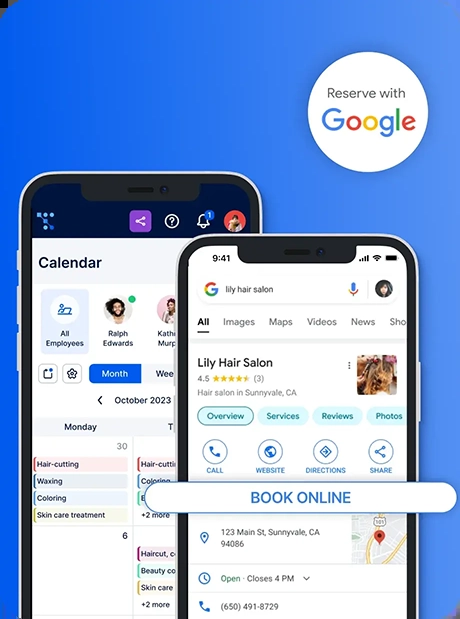 Reserve with
Google
1
Calendar
All
Employees
Ralph
Edwards
Kath
Murp
Month
Wee
October 2023
Monday
T
30
Hair-cutting
Waxing
Coloring
Skin care treatment
Hair-cutti
Coloring
+2 more
6
Haircut, c
Beauty co
Skin care
+2 more
9:41
lily hair salon
All Images Maps Videos News Sho
Lily Hair Salon
4.5 (3)
Hair salon in Sunnyvale, CA
Overview Services Reviews Photos
CALL WEBSITE DIRECTIONS SHARE
BOOK ONLINE
123 Main St, Sunnyvale, CA
94086
101
Open · Closes 4 PM
(650) 491-8729